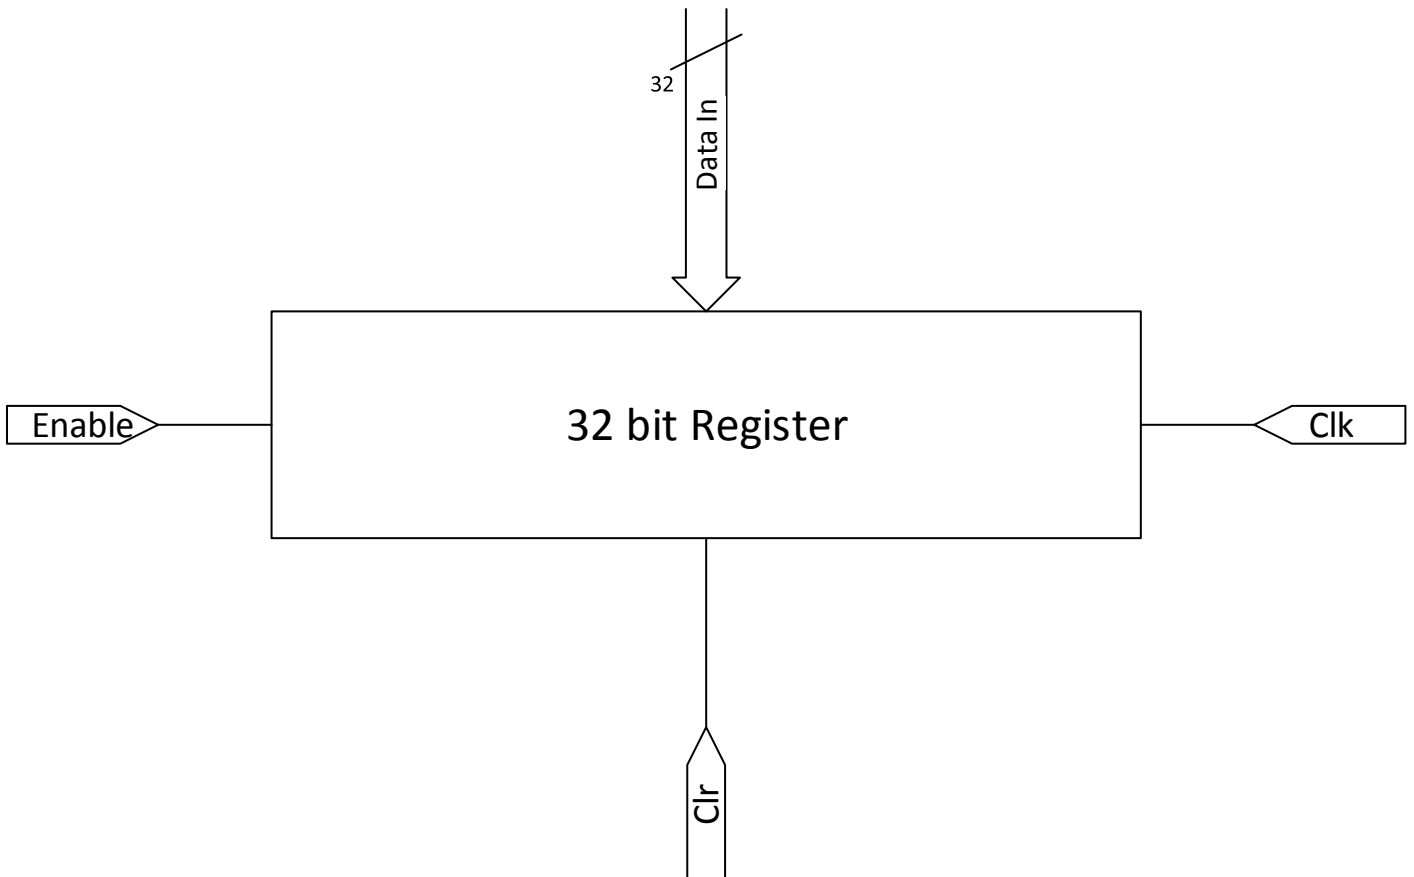 32
Data In
Enable
32 bit Register
Clk
Clr